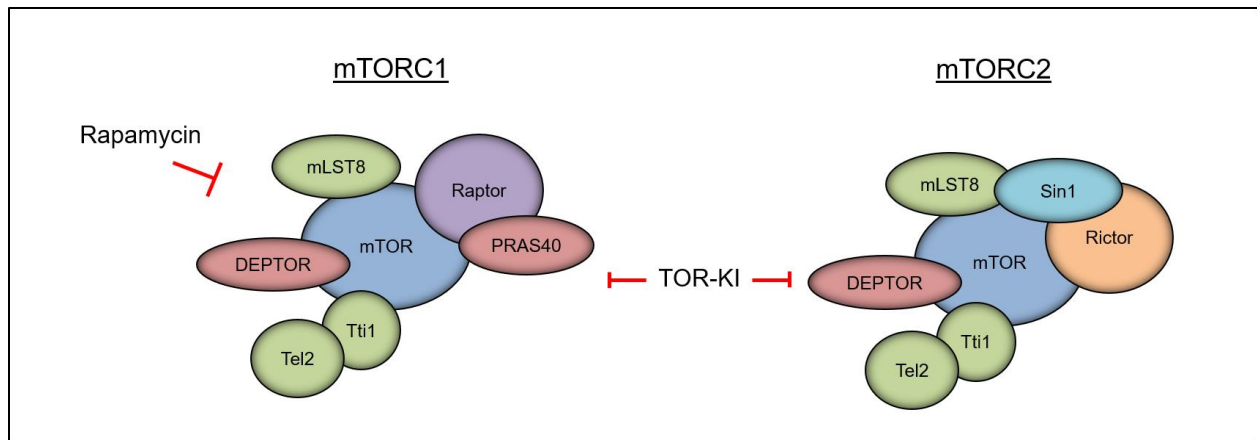 mTORC1
mTORC2
Rapamycin
mLST8
Raptor
mTOR
PRAS40
DEPTOR
Tti1
Tel2
TOR-KI
mLST8
Sin1
Rictor
mTOR
DEPTOR
Tti1
Tel2